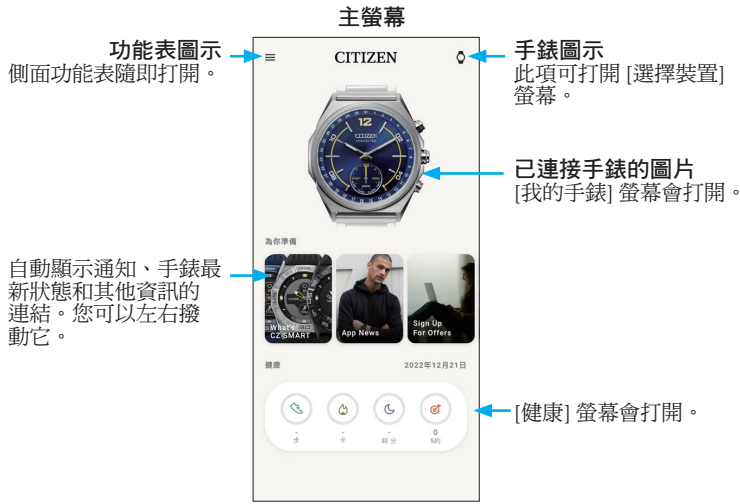 主螢幕
功能表圖示
側面功能表隨即打開。
手錶圖示
此項可打開 [選擇裝置]
螢幕。
CITIZEN
12
CITIZEN
CONNECTED
10
02
08
04
已連接手錶的圖片
[我的手錶] 螢幕會打開。
為你準備
自動顯示通知、手錶最
新狀態和其他資訊的
連結。您可以左右撥
動它。
What's
CZ SMART
App News
Sign Up
For Offers
健康
2022年12月21日
[健康] 螢幕會打開。
- - - 0
步 卡 時 分 5的